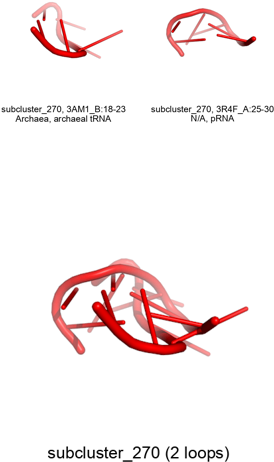 subcluster_270, 3AM1_B:18-23
Archaea, archaeal tRNA
subcluster_270, 3R4F_A:25-30
N/A, pRNA
subcluster_270 (2 loops)